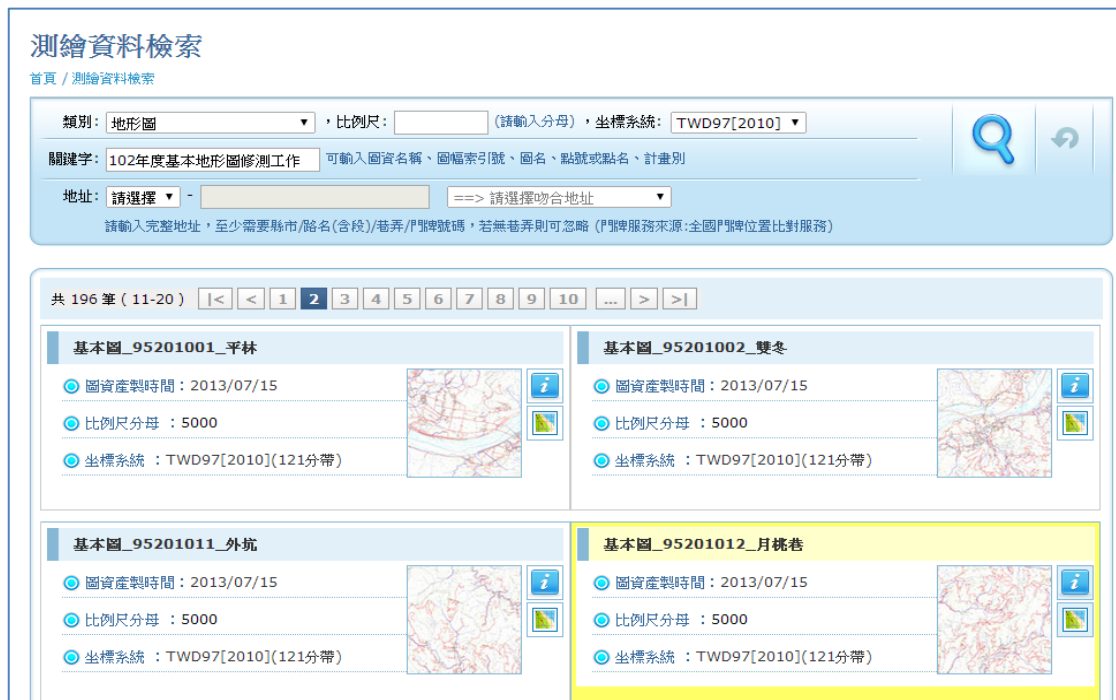 測繪資料檢索
首頁 / 測繪資料檢索
類別: 地形圖 ，比例尺: (請輸入分母) ，坐標系統: TWD97[2010]
關鍵字: 102年度基本地形圖修測工作 可輸入圖資名稱、圖幅索引號、圖名、點號或點名、計畫別
地址: 請選擇 - ==> 請選擇吻合地址
請輸入完整地址，至少需要縣市/路名(含段)/巷弄/門牌號碼，若無巷弄則可忽略 (門牌服務來源:全國門牌位置比對服務)
共 196 筆 ( 11-20 ) |< < 1 2 3 4 5 6 7 8 9 10 ... > >|
基本圖_95201001_平林
圖資產製時間：2013/07/15
比例尺分母 ：5000
坐標系統 ：TWD97[2010](121分帶)
基本圖_95201002_雙冬
圖資產製時間：2013/07/15
比例尺分母 ：5000
坐標系統 ：TWD97[2010](121分帶)
基本圖_95201011_外坑
圖資產製時間：2013/07/15
比例尺分母 ：5000
坐標系統 ：TWD97[2010](121分帶)
基本圖_95201012_月桃巷
圖資產製時間：2013/07/15
比例尺分母 ：5000
坐標系統 ：TWD97[2010](121分帶)